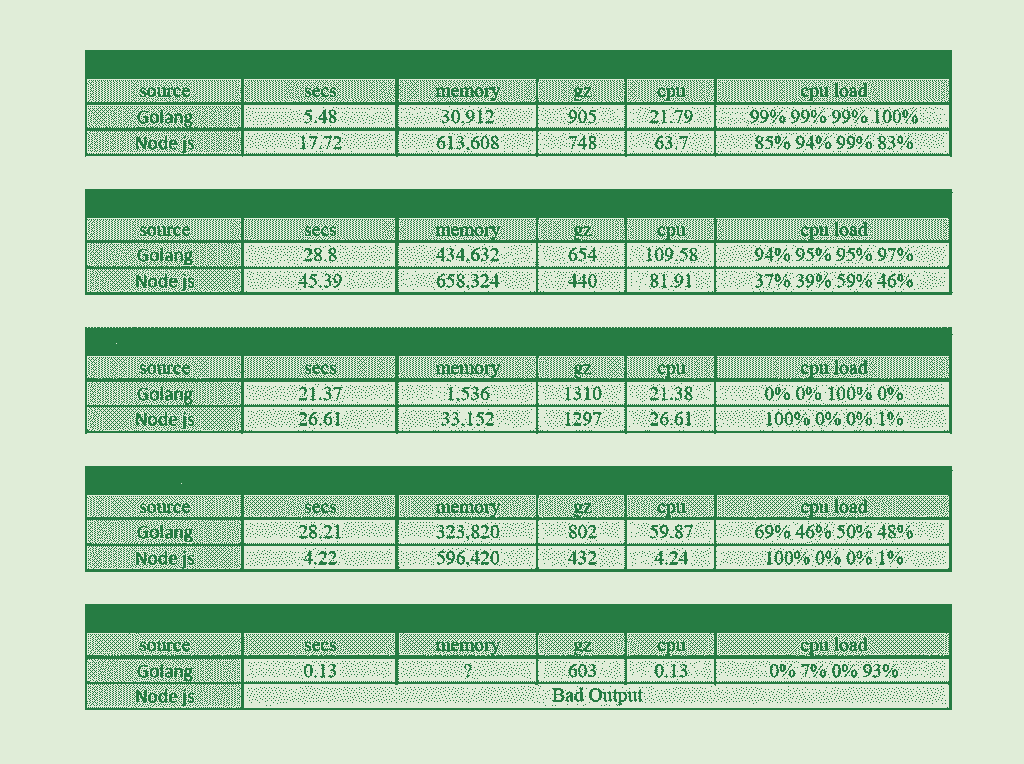 source secs memory gz cpu cpu load
Golang 5.48 30,912 905 21.79 99% 99% 99% 100%
Node js 17.72 613,608 748 63.7 85% 94% 99% 83%
source secs memory gz cpu cpu load
Golang 28.8 434,632 654 109.58 94% 95% 95% 97%
Node js 45.39 658,324 440 81.91 37% 39% 59% 46%
source secs memory gz cpu cpu load
Golang 21.37 1,536 1310 21.38 0% 0% 100% 0%
Node js 26.61 33,152 1297 26.61 100% 0% 0% 1%
source secs memory gz cpu cpu load
Golang 28.21 323,820 802 59.87 69% 46% 50% 48%
Node js 4.22 596,420 432 4.24 100% 0% 0% 1%
source secs memory gz cpu cpu load
Golang 0.13 ? 603 0.13 0% 7% 0% 93%
Node js Bad Output